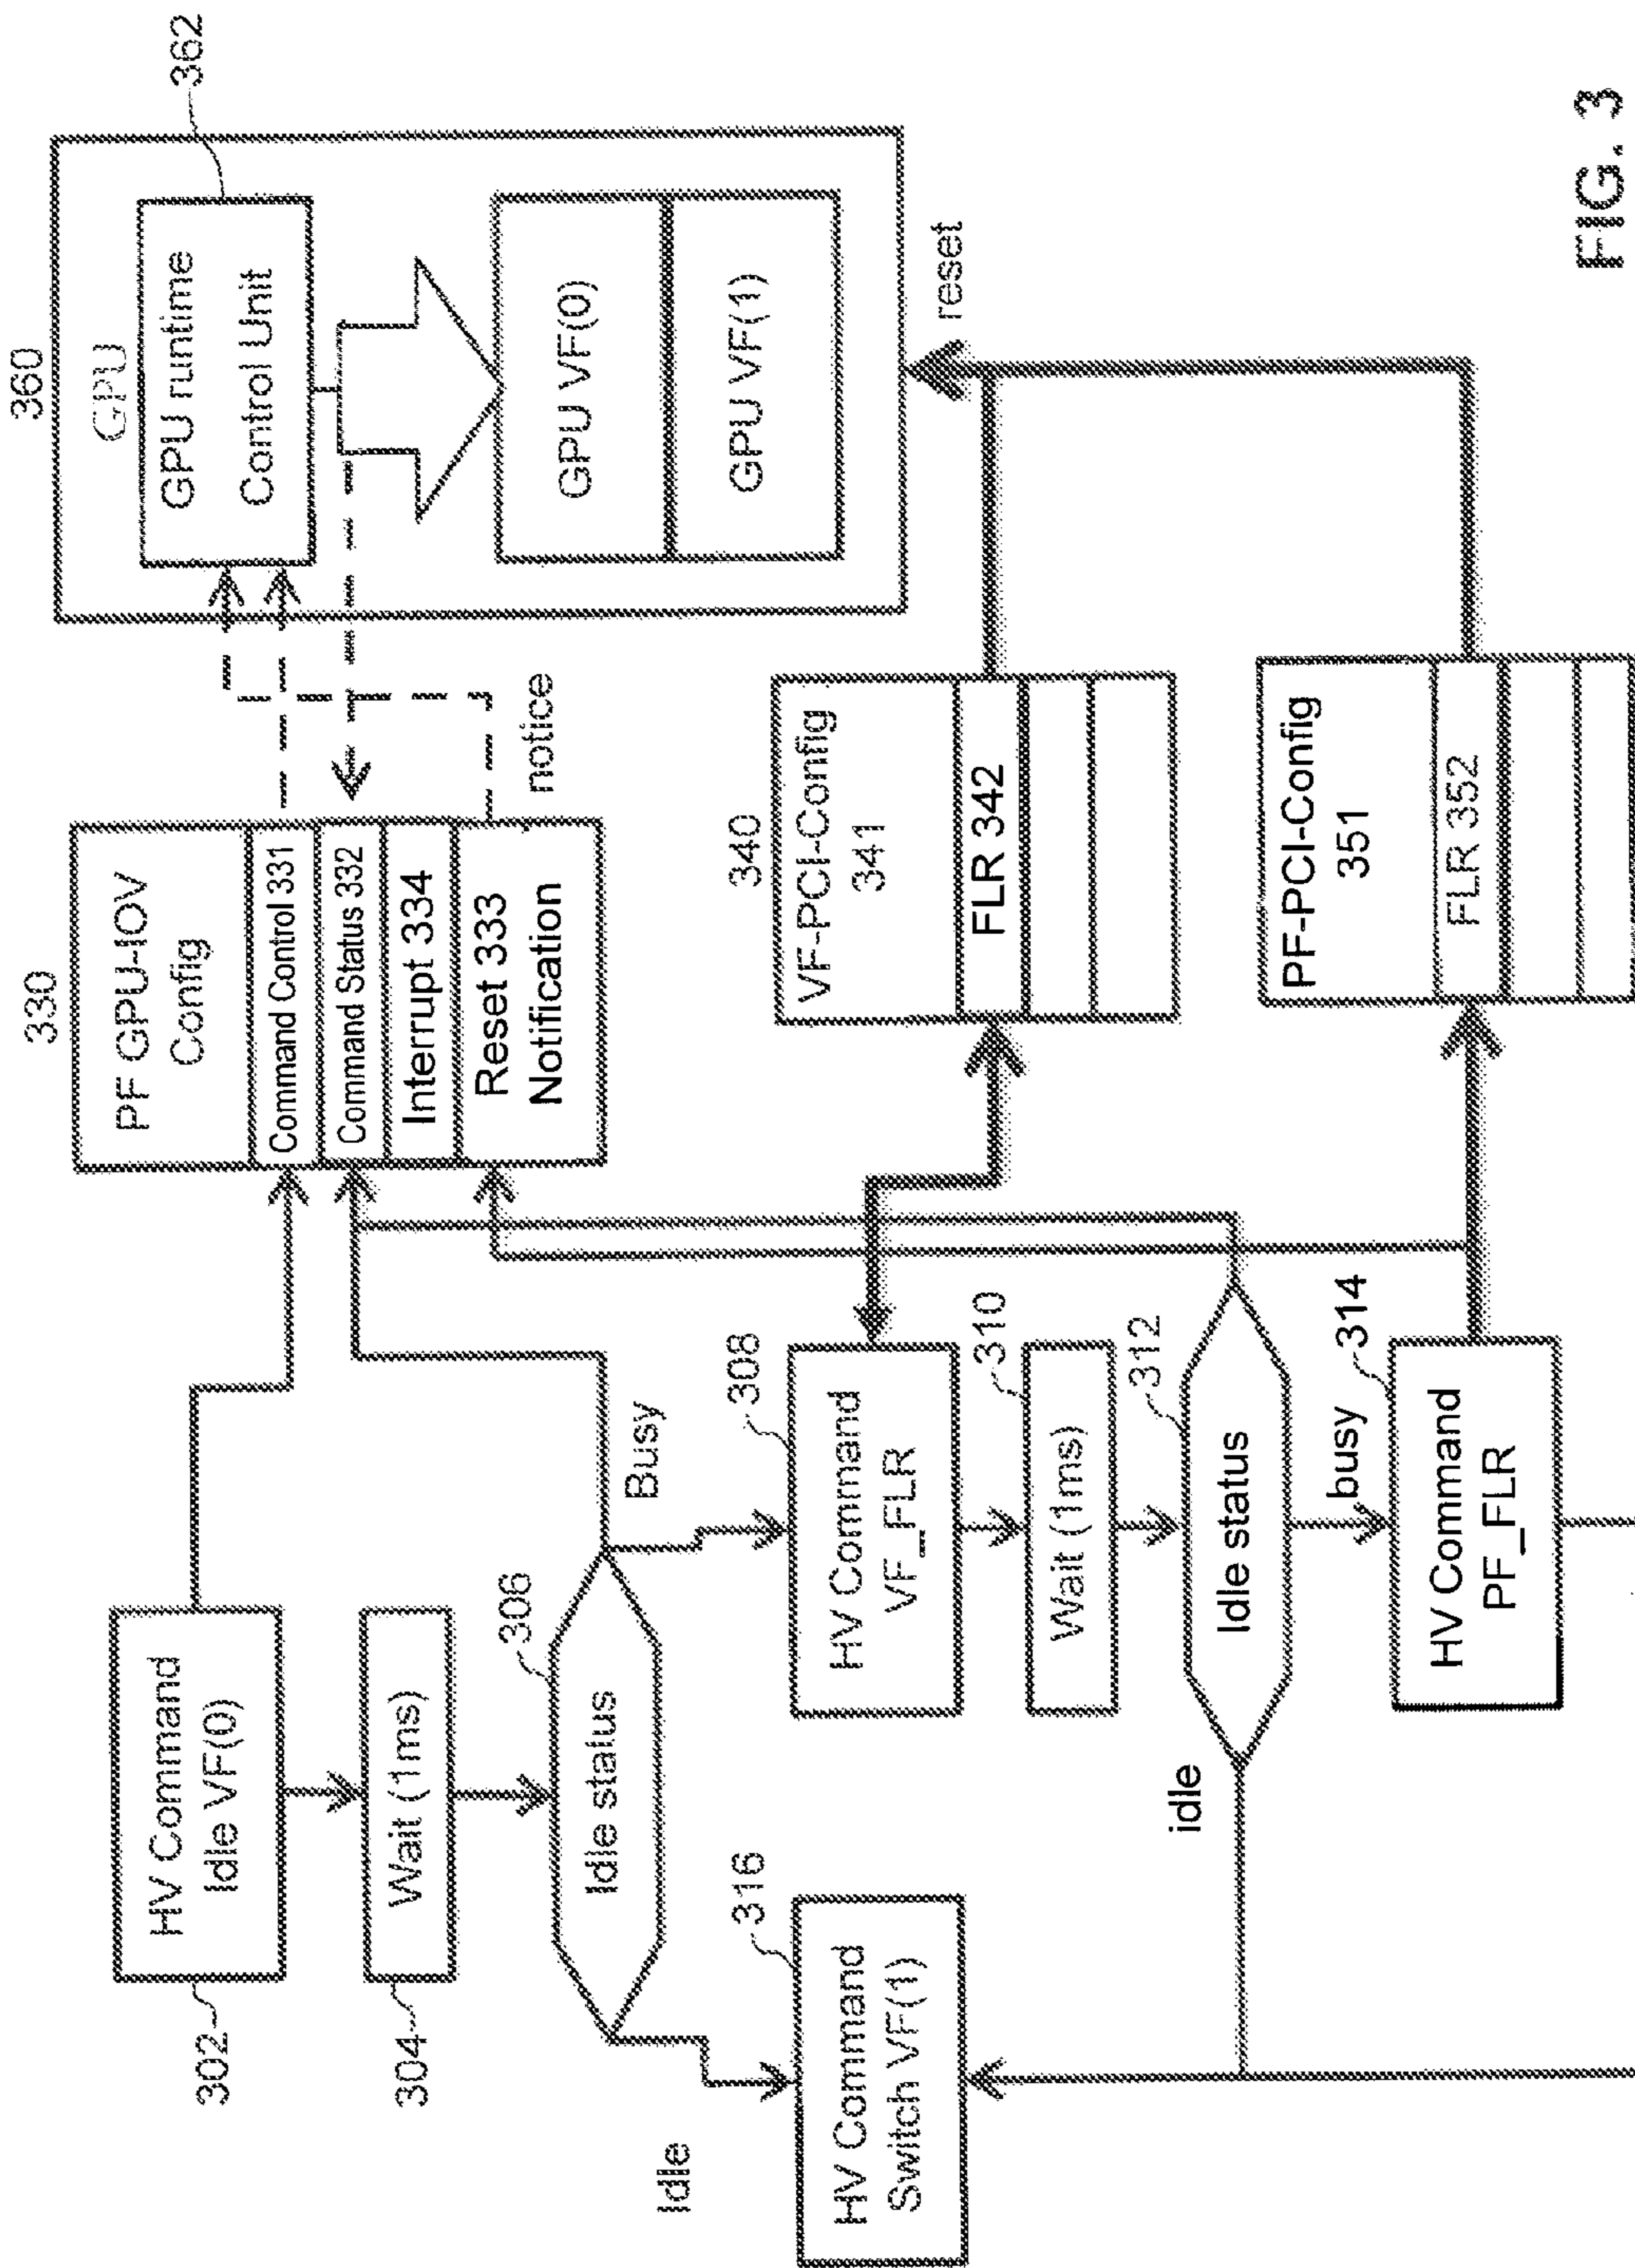 302
HV Command
Idle VF(0)
304
Wait (1ms)
306
Idle status
Idle
Busy
316
HV Command
Switch VF(1)
308
HV Command
VF_FLR
310
Wait (1ms)
312
Idle status
idle
busy
314
HV Command
PF_FLR
330
PF GPU-IOV
Config
Command Control 331
Command Status 332
Interrupt 334
Reset 333
Notification
notice
340
VF-PCI-Config
341
FLR 342
PF-PCI-Config
351
FLR 352
360
GPU
362
GPU runtime
Control Unit
GPU VF(0)
GPU VF(1)
reset
FIG. 3